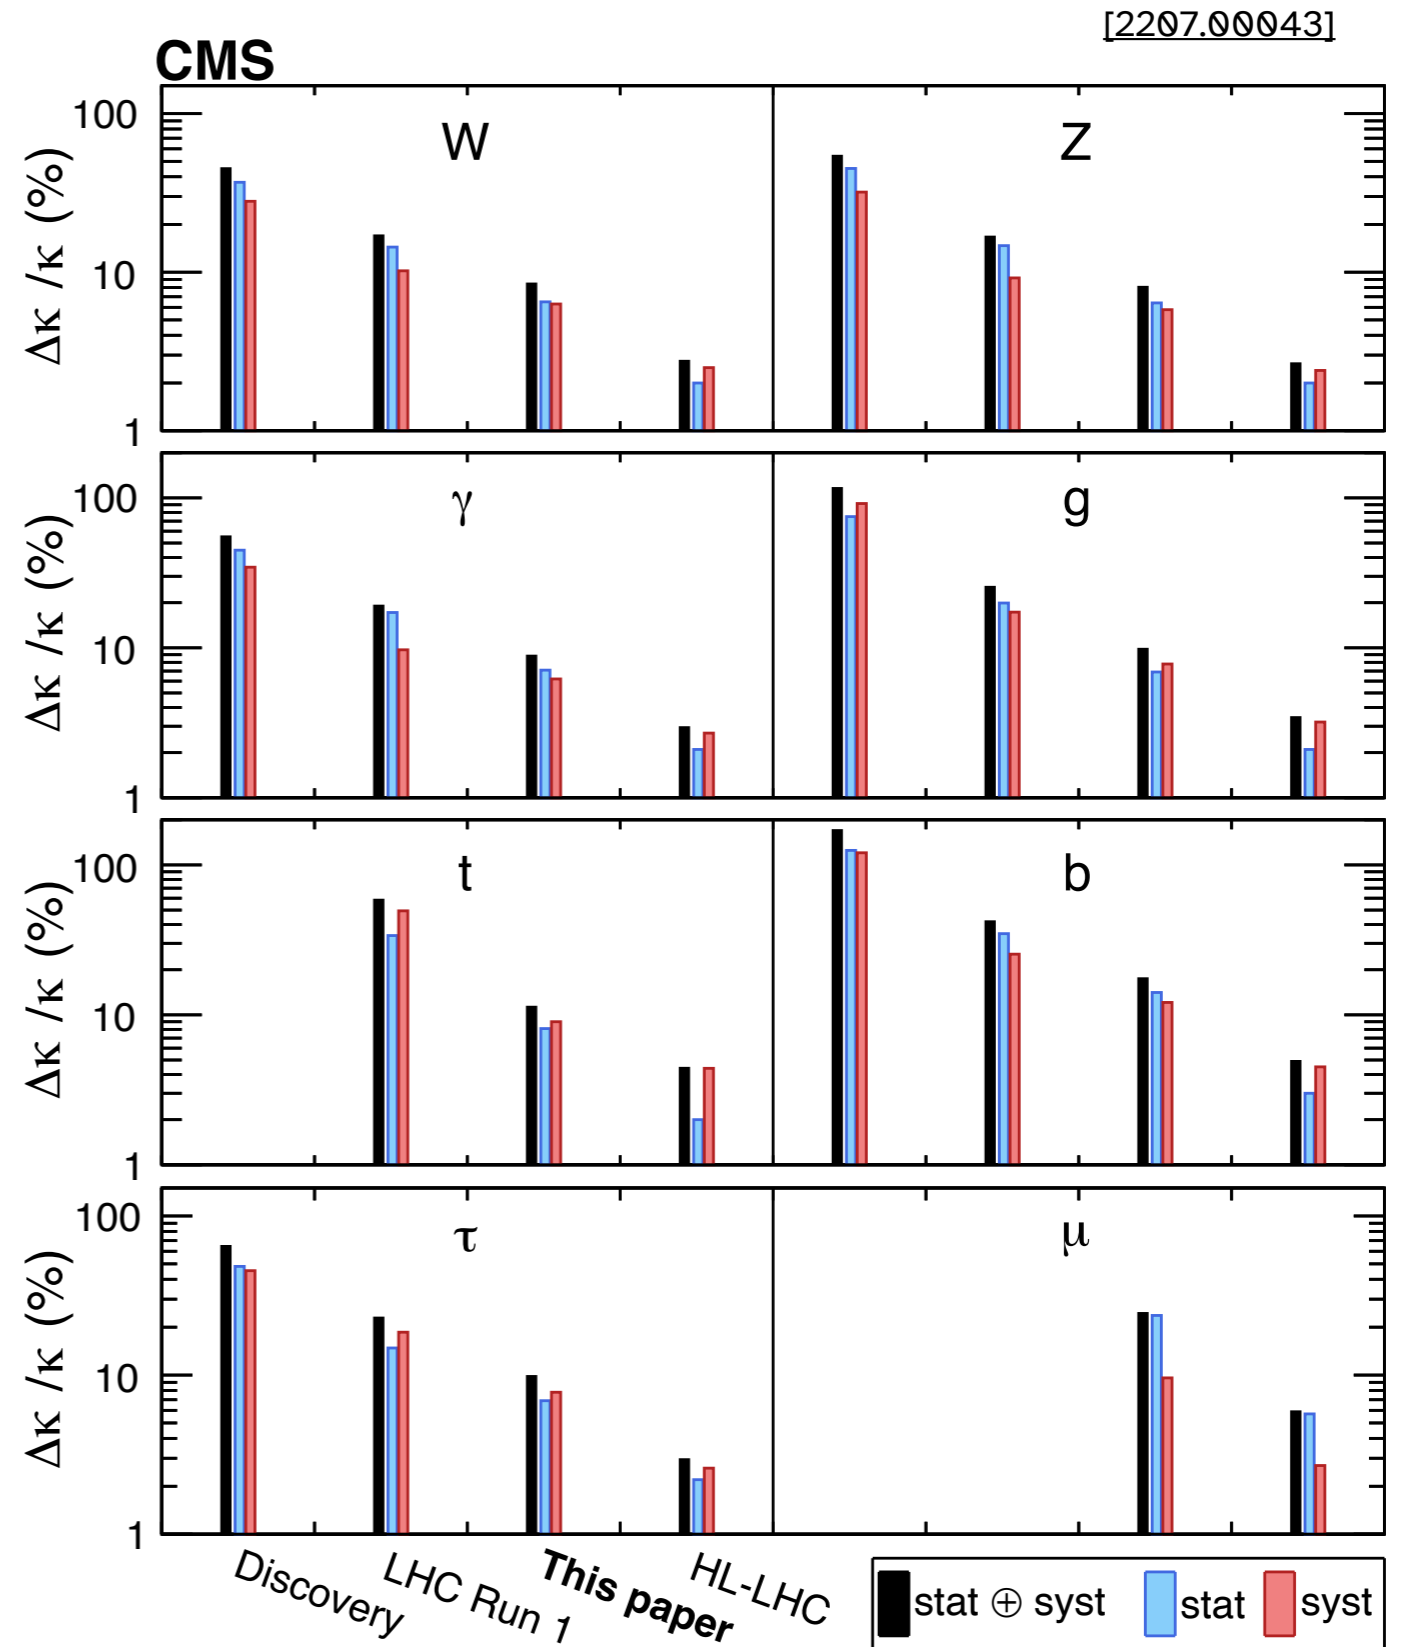 [2207.00043]
CMS
W
Z
Δκ /κ (%)
100
10
1
γ
g
Δκ /κ (%)
100
10
1
t
b
Δκ /κ (%)
100
10
1
τ
μ
Δκ /κ (%)
100
10
1
Discovery
LHC Run 1
This paper
HL-LHC
stat ⊕ syst
stat
syst